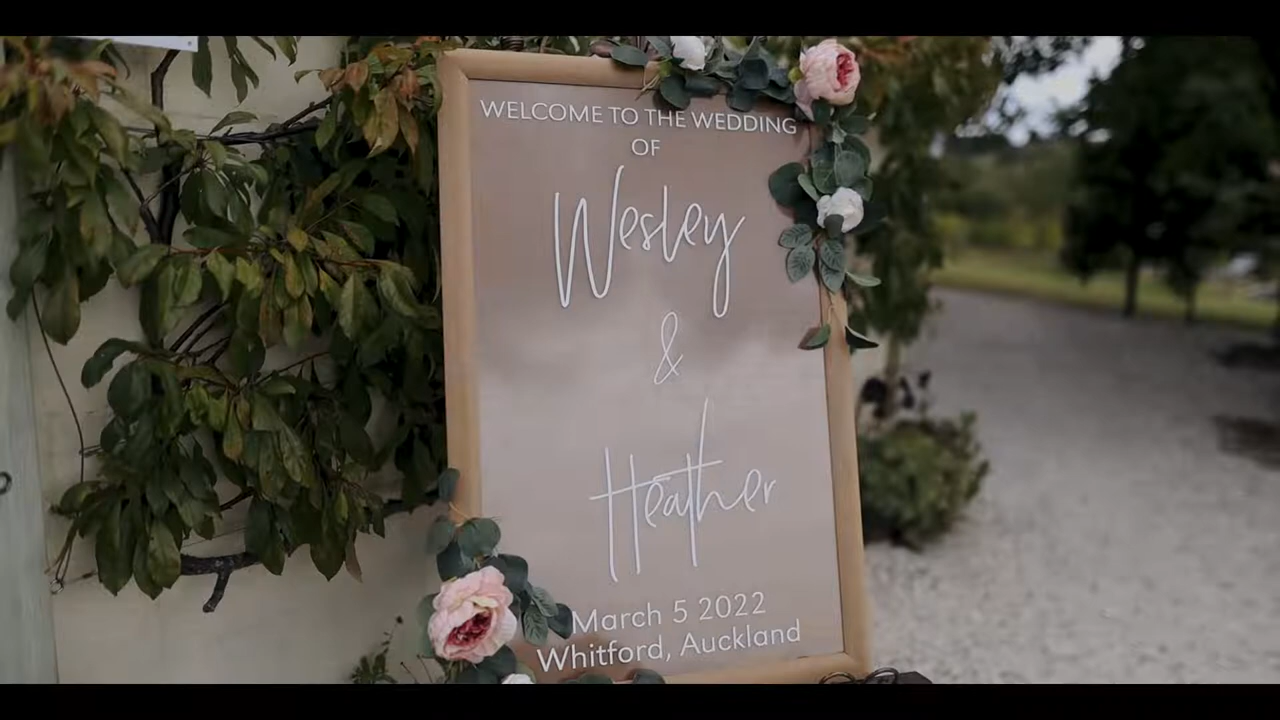 WELCOME TO THE WEDDING
OF
Wesley
&
Heather
March 5 2022
Whitford, Auckland